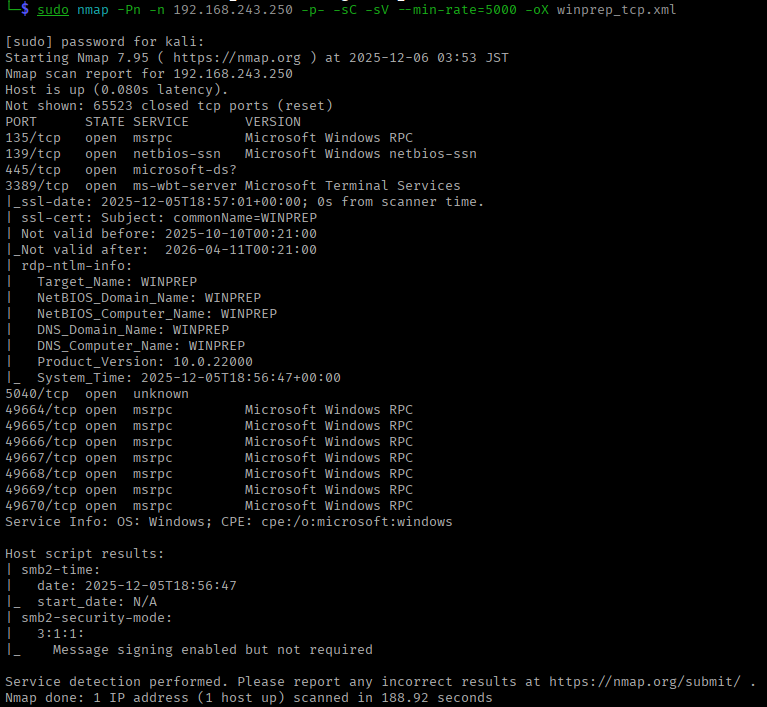 └─$ sudo nmap -Pn -n 192.168.243.250 -p- -sC -sV --min-rate=5000 -oX winprep_tcp.xml
[sudo] password for kali:
Starting Nmap 7.95 ( https://nmap.org ) at 2025-12-06 03:53 JST
Nmap scan report for 192.168.243.250
Host is up (0.080s latency).
Not shown: 65523 closed tcp ports (reset)
PORT      STATE SERVICE       VERSION
135/tcp   open  msrpc         Microsoft Windows RPC
139/tcp   open  netbios-ssn   Microsoft Windows netbios-ssn
445/tcp   open  microsoft-ds?
3389/tcp  open  ms-wbt-server Microsoft Terminal Services
|_ssl-date: 2025-12-05T18:57:01+00:00; 0s from scanner time.
| ssl-cert: Subject: commonName=WINPREP
| Not valid before: 2025-10-10T00:21:00
|_Not valid after:  2026-04-11T00:21:00
| rdp-ntlm-info:
|   Target_Name: WINPREP
|   NetBIOS_Domain_Name: WINPREP
|   NetBIOS_Computer_Name: WINPREP
|   DNS_Domain_Name: WINPREP
|   DNS_Computer_Name: WINPREP
|   Product_Version: 10.0.22000
|_  System_Time: 2025-12-05T18:56:47+00:00
5040/tcp  open  unknown
49664/tcp open  msrpc         Microsoft Windows RPC
49665/tcp open  msrpc         Microsoft Windows RPC
49666/tcp open  msrpc         Microsoft Windows RPC
49667/tcp open  msrpc         Microsoft Windows RPC
49668/tcp open  msrpc         Microsoft Windows RPC
49669/tcp open  msrpc         Microsoft Windows RPC
49670/tcp open  msrpc         Microsoft Windows RPC
Service Info: OS: Windows; CPE: cpe:/o:microsoft:windows
Host script results:
| smb2-time:
|   date: 2025-12-05T18:56:47
|_  start_date: N/A
| smb2-security-mode:
|   3:1:1:
|_    Message signing enabled but not required
Service detection performed. Please report any incorrect results at https://nmap.org/submit/ .
Nmap done: 1 IP address (1 host up) scanned in 188.92 seconds